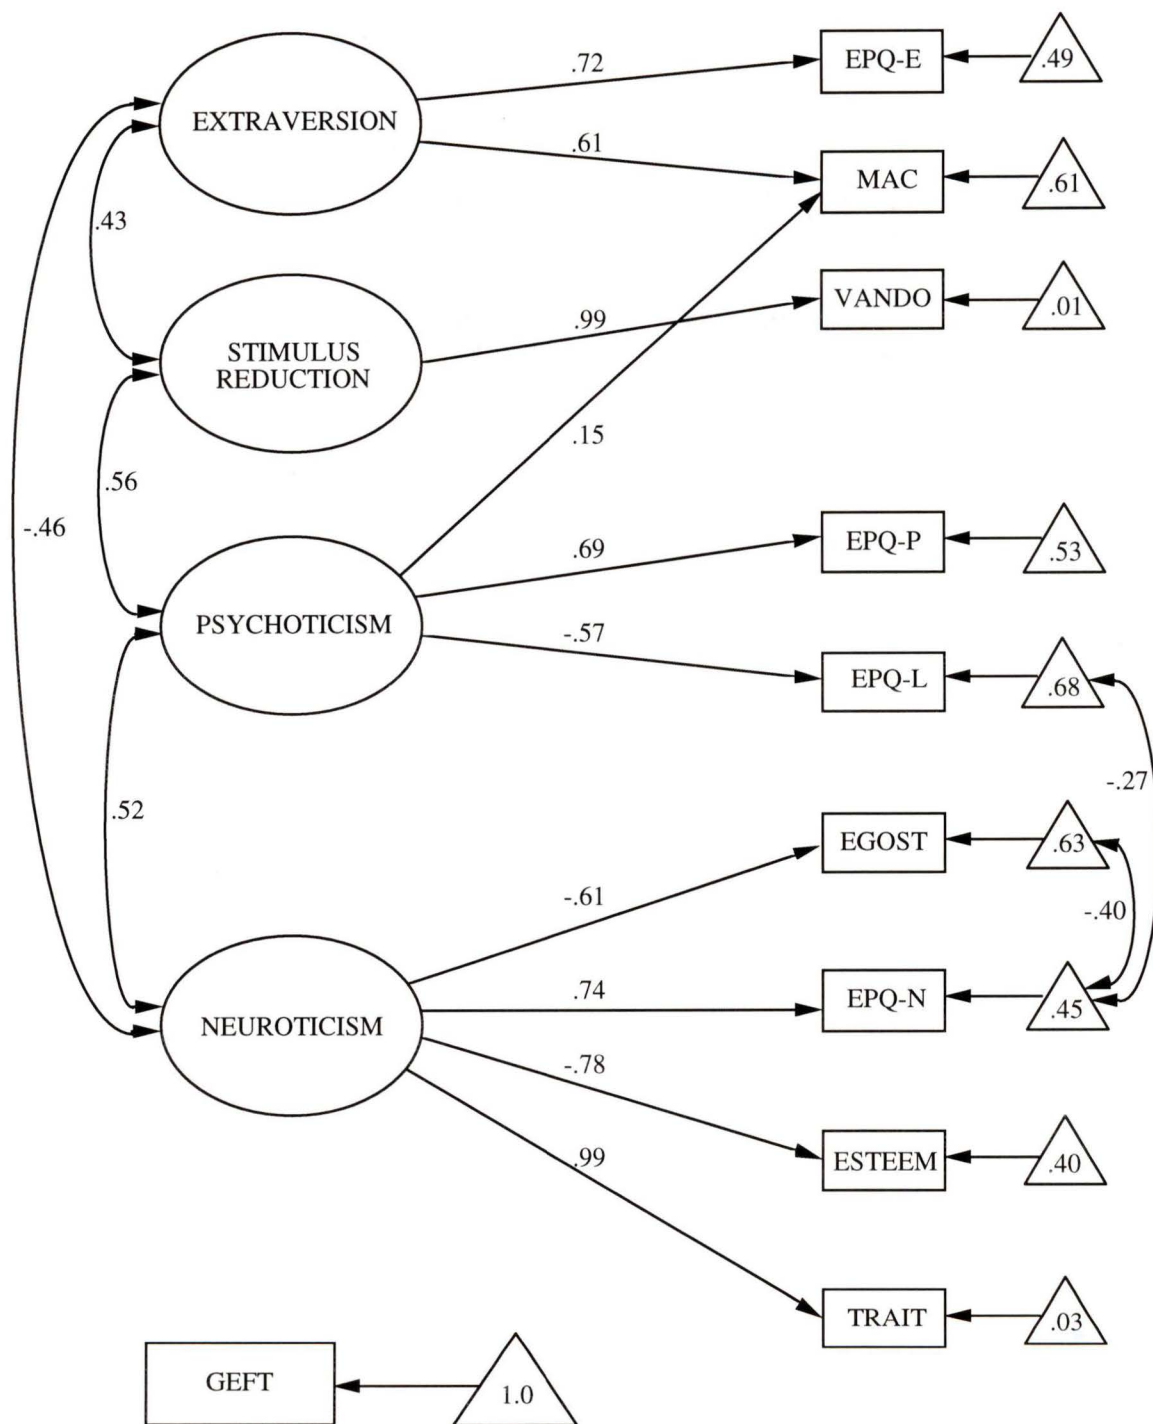 EPQ-E
.49
.72
EXTRAVERSION
.61
MAC
.61
.43
VANDO
.01
.99
STIMULUS
REDUCTION
.15
.56
-.46
EPQ-P
.53
.69
PSYCHOTICISM
-.57
EPQ-L
.68
-.27
.52
EGOST
.63
-.61
-.40
EPQ-N
.45
.74
NEUROTICISM
-.78
ESTEEM
.40
.99
TRAIT
.03
GEFT
1.0